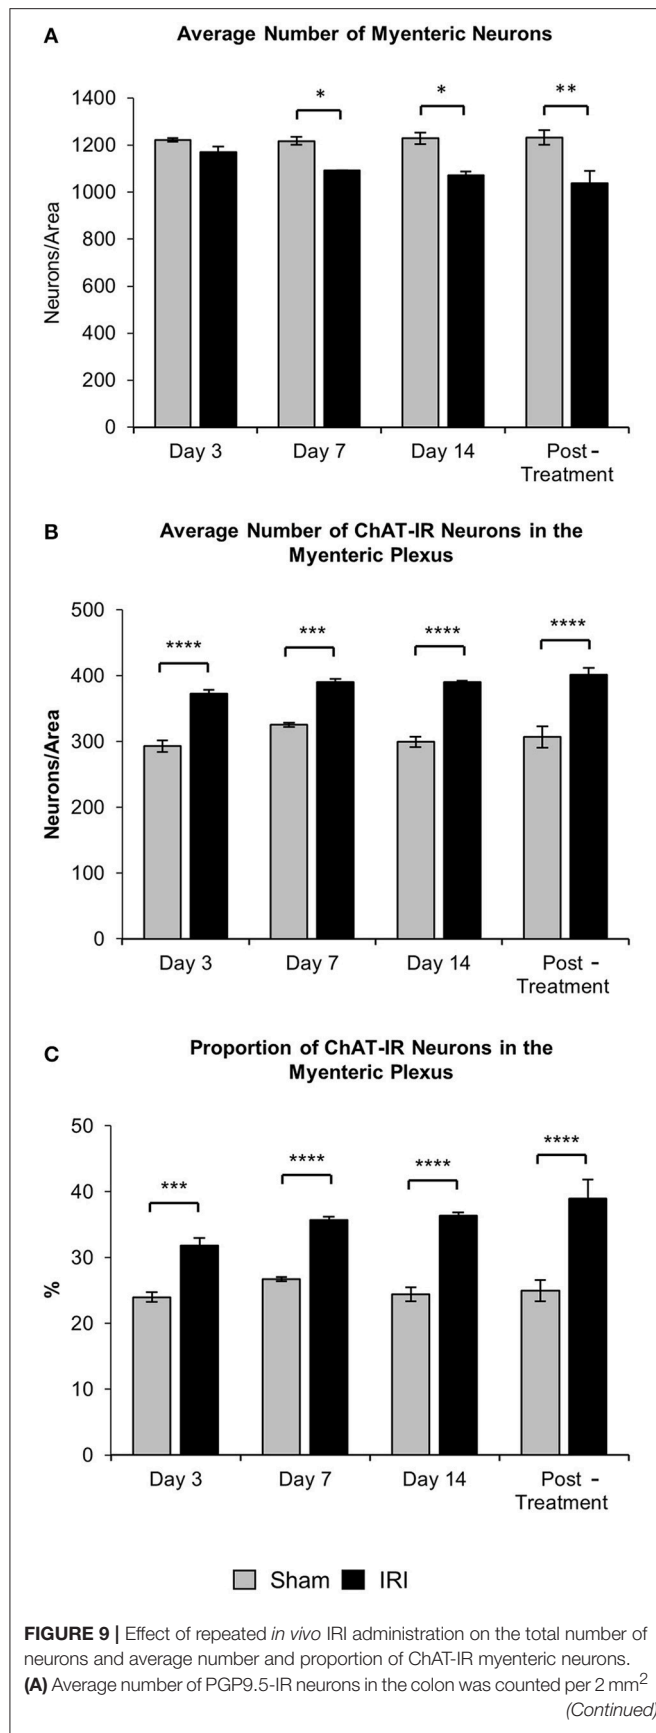 A
Average Number of Myenteric Neurons
1400
1200
1000
800
600
400
200
0
Neurons/Area
*
*
**
Day 3
Day 7
Day 14
Post -
Treatment
B
Average Number of ChAT-IR Neurons in the
Myenteric Plexus
500
400
300
200
100
0
Neurons/Area
****
***
****
****
Day 3
Day 7
Day 14
Post -
Treatment
C
Proportion of ChAT-IR Neurons in the
Myenteric Plexus
50
40
30
20
10
0
%
***
****
****
****
Day 3
Day 7
Day 14
Post -
Treatment
Sham IRI
FIGURE 9 | Effect of repeated in vivo IRI administration on the total number of
neurons and average number and proportion of ChAT-IR myenteric neurons.
(A) Average number of PGP9.5-IR neurons in the colon was counted per 2 mm²
(Continued)